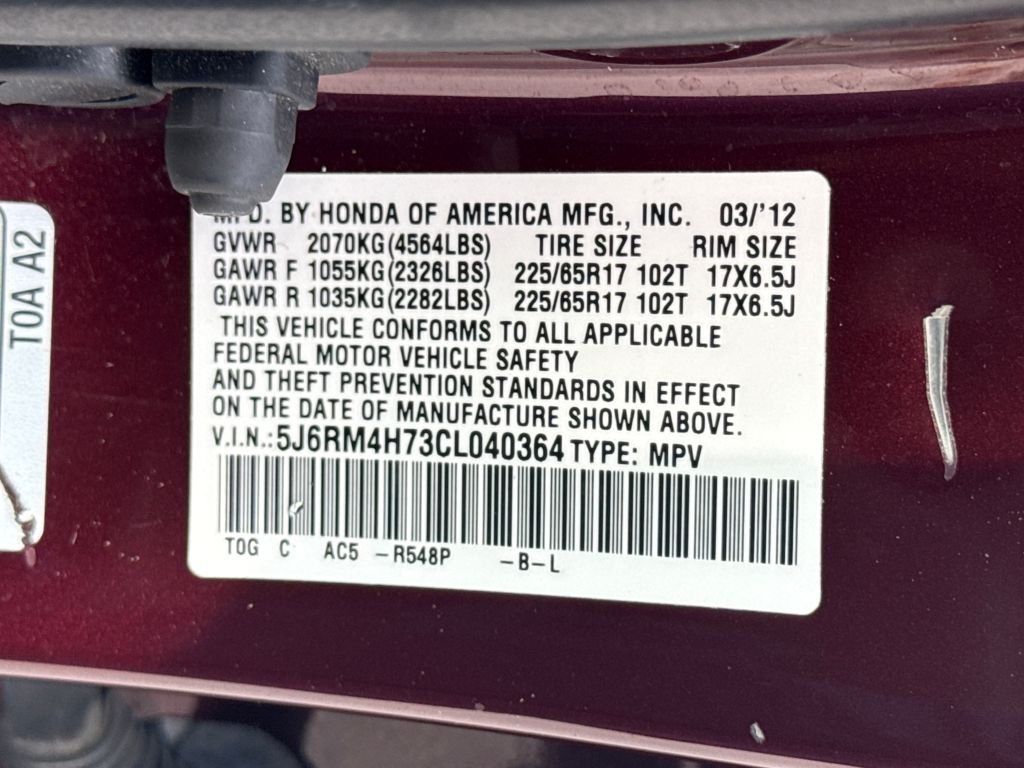 MFD. BY HONDA OF AMERICA MFG., INC. 03/'12
GVWR 2070KG(4564LBS) TIRE SIZE RIM SIZE
GAWR F 1055KG(2326LBS) 225/65R17 102T 17X6.5J
GAWR R 1035KG(2282LBS) 225/65R17 102T 17X6.5J
THIS VEHICLE CONFORMS TO ALL APPLICABLE
FEDERAL MOTOR VEHICLE SAFETY
AND THEFT PREVENTION STANDARDS IN EFFECT
ON THE DATE OF MANUFACTURE SHOWN ABOVE.
V.I.N.:5J6RM4H73CL040364 TYPE: MPV
T0G C AC5 -R548P -B-L
T0A A2